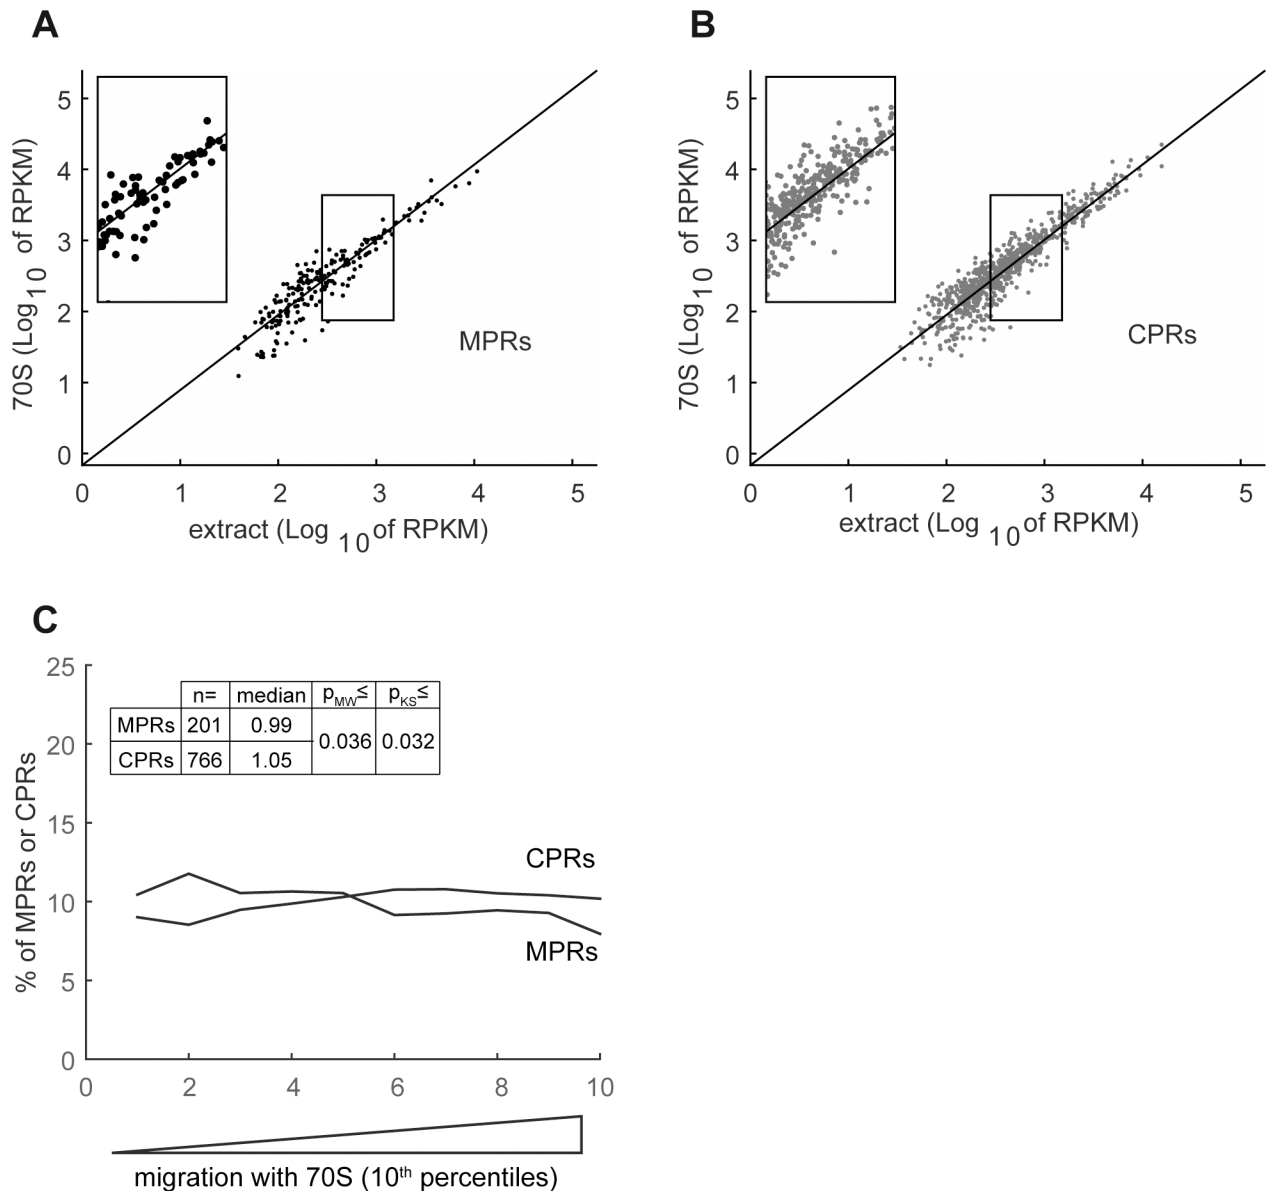 A
B
5
4
3
2
1
0
70S (Log10 of RPKM)
MPRs
0 1 2 3 4 5
extract (Log 10 of RPKM)
5
4
3
2
1
0
70S (Log10 of RPKM)
CPRs
0 1 2 3 4 5
extract (Log 10 of RPKM)
C
25
20
15
10
5
0
% of MPRs or CPRs
n= median pMW≤ pKS≤
MPRs 201 0.99
0.036 0.032
CPRs 766 1.05
CPRs
MPRs
0 2 4 6 8 10
migration with 70S (10th percentiles)